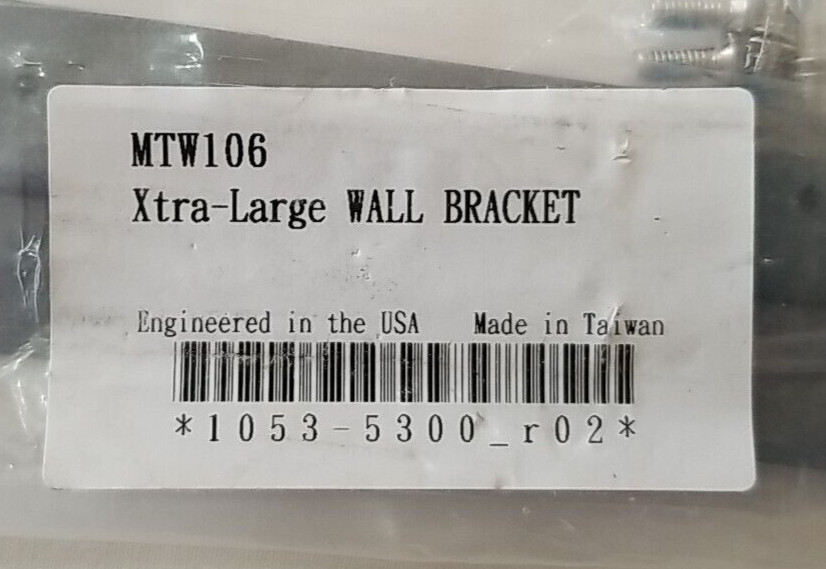 MTW106
Xtra-Large WALL BRACKET
Engineered in the USA Made in Taiwan
*1053-5300_r02*